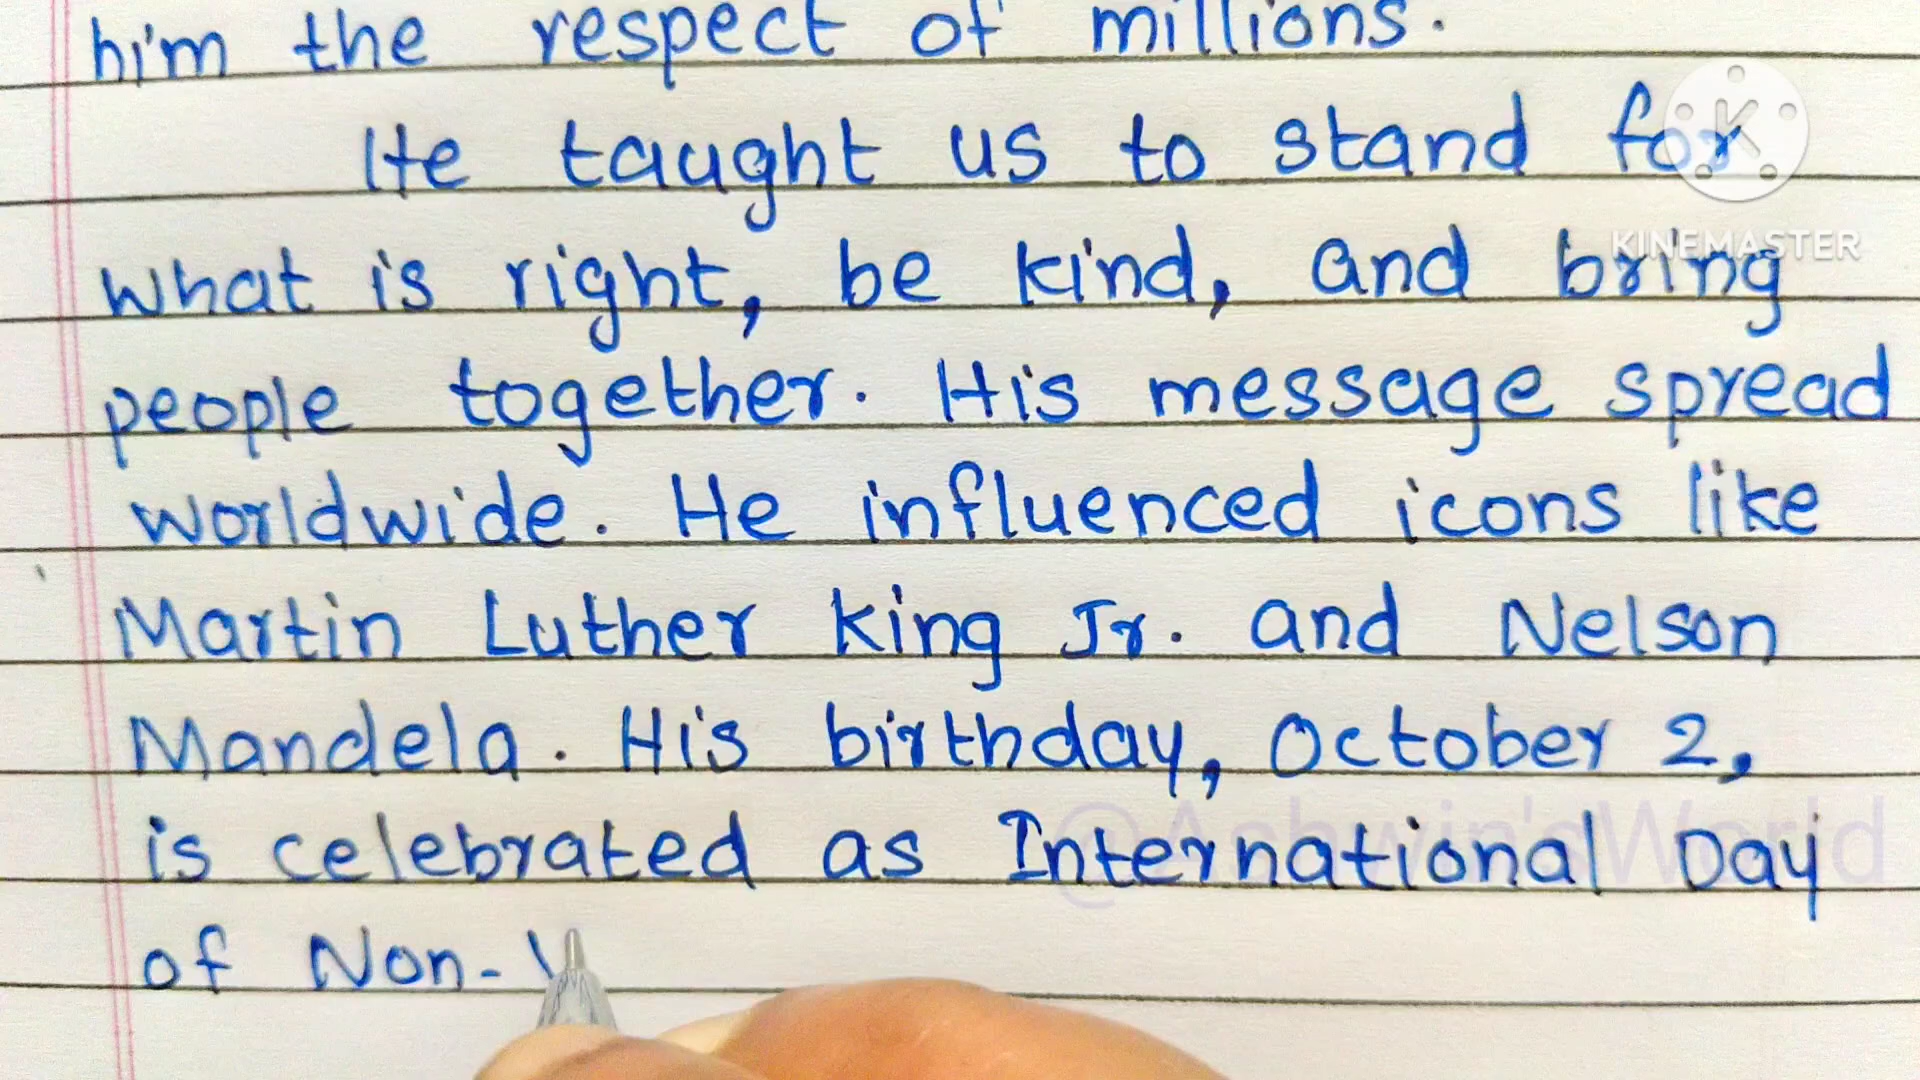 him the respect of millions.
He taught us to stand for
what is right, be kind, and bring
people together. His message spread
worldwide. He influenced icons like
Martin Luther King Jr. and Nelson
Mandela. His birthday, October 2,
is celebrated as International Day
of Non-V
KINEMASTER
@Ashwin'sWorld